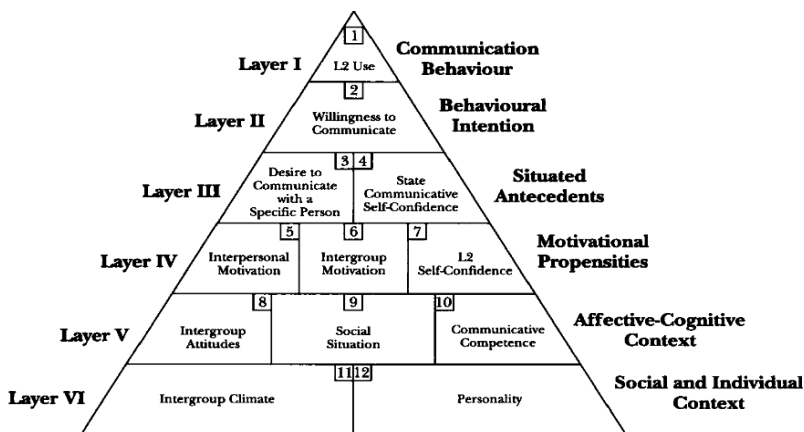 1
Layer I
L2 Use
Communication
Behaviour
2
Layer II
Willingness to
Communicate
Behavioural
Intention
3 4
Layer III
Desire to
Communicate
with a
Specific Person
State
Communicative
Self-Confidence
Situated
Antecedents
5 6 7
Layer IV
Interpersonal
Motivation
Intergroup
Motivation
L2
Self-Confidence
Motivational
Propensities
8 9 10
Layer V
Intergroup
Attitudes
Social
Situation
Communicative
Competence
Affective-Cognitive
Context
11 12
Layer VI
Intergroup Climate
Personality
Social and Individual
Context